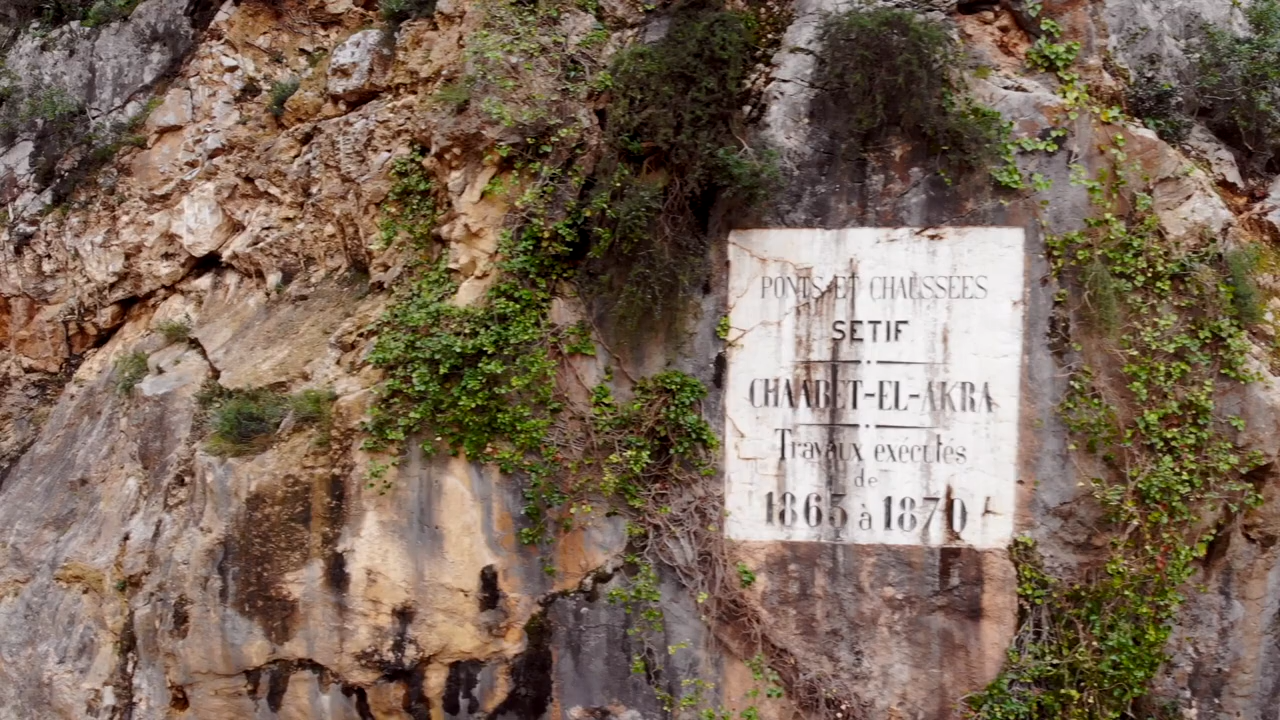 PONTS ET CHAUSSEES
SETIF
CHAABET-EL-AKRA
Travaux exécutés
de
1863 à 1870